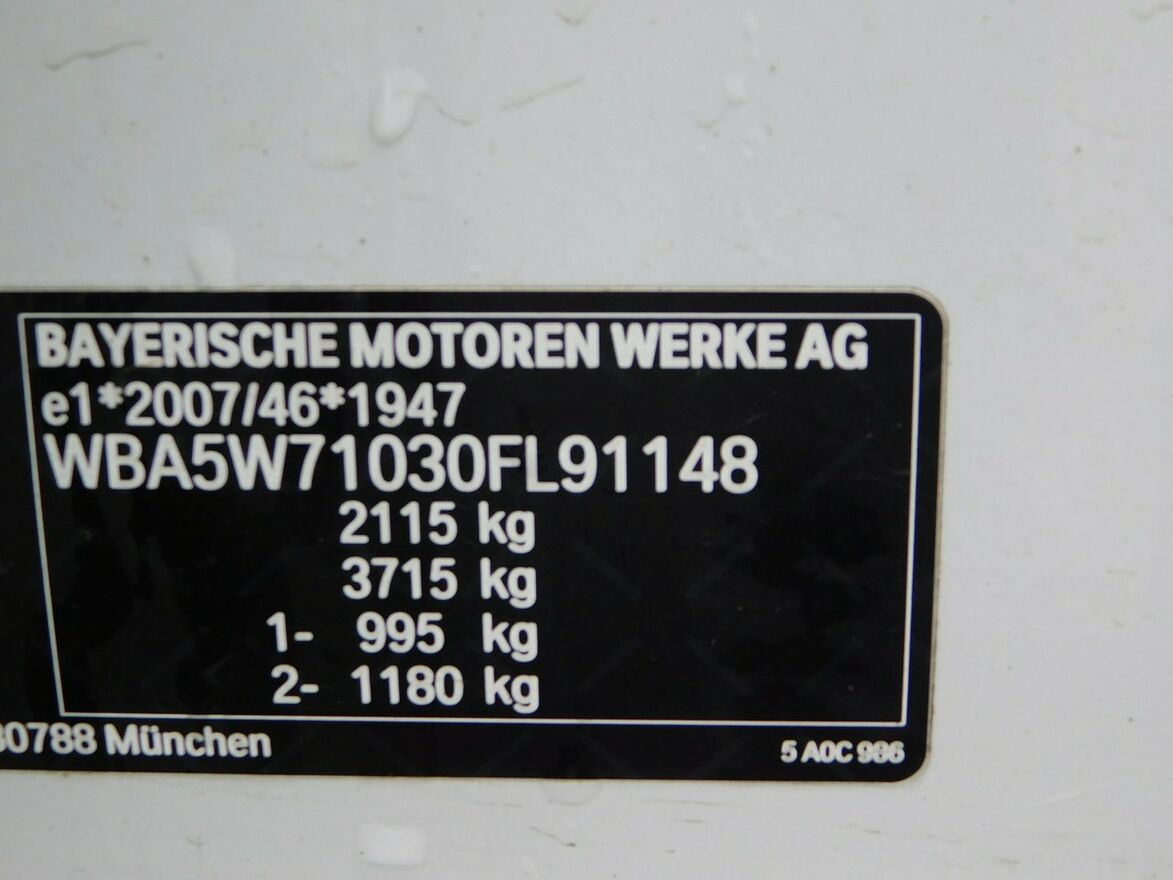 BAYERISCHE MOTOREN WERKE AG
e1*2007/46*1947
WBA5W71030FL91148
2115 kg
3715 kg
1- 995 kg
2- 1180 kg
80788 München
5 A0C 986